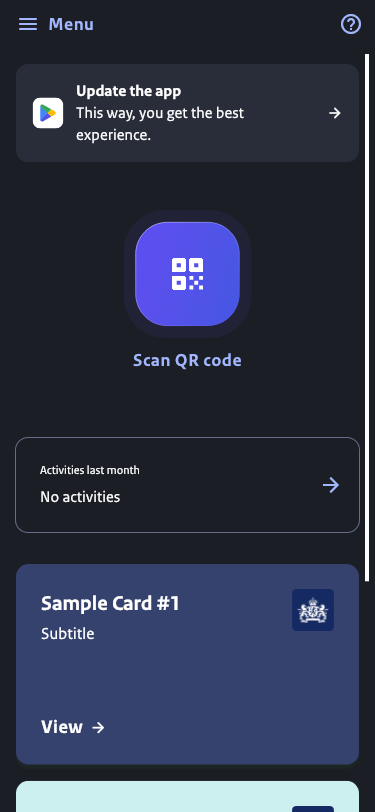 Menu
Update the app
This way, you get the best
experience.
Scan QR code
Activities last month
No activities
Sample Card #1
Subtitle
View